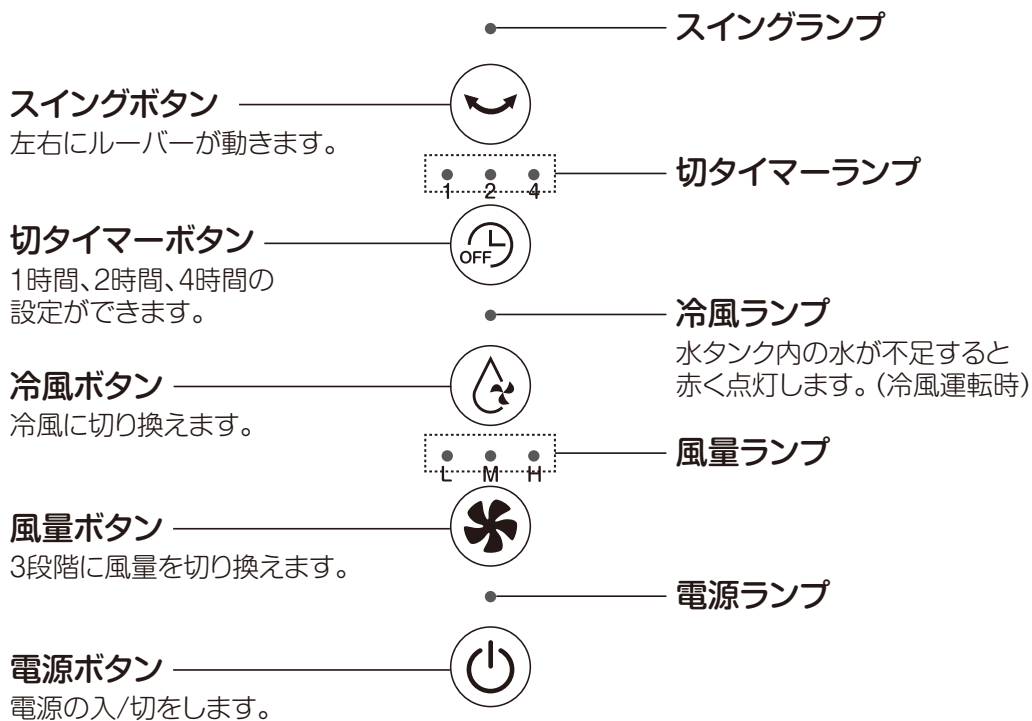 スイングランプ
スイングボタン
左右にルーバーが動きます。
1 2 4
切タイマーランプ
切タイマーボタン
OFF
1時間、2時間、4時間の
設定ができます。
冷風ランプ
水タンク内の水が不足すると
赤く点灯します。（冷風運転時）
冷風ボタン
冷風に切り換えます。
L M H
風量ランプ
風量ボタン
3段階に風量を切り換えます。
電源ランプ
電源ボタン
電源の入/切をします。